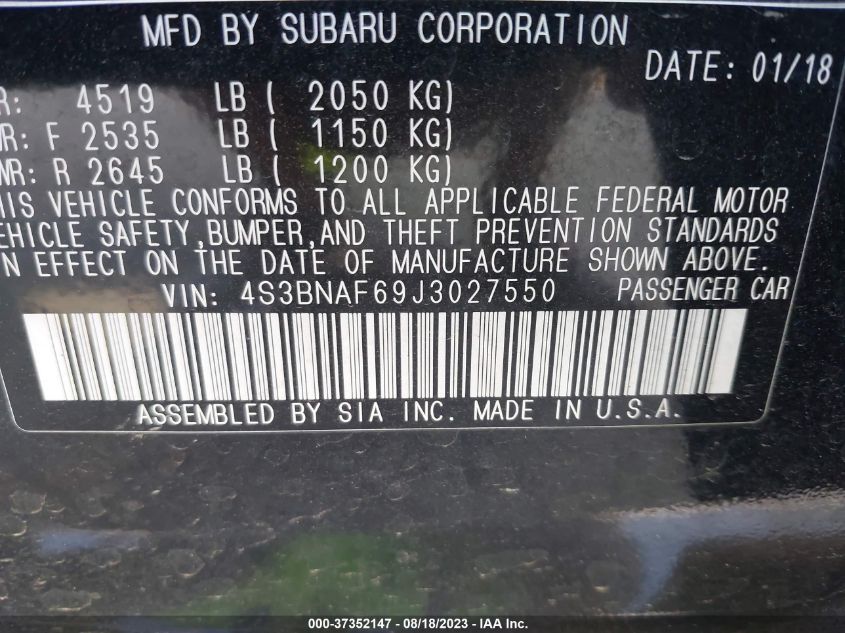 MFD BY SUBARU CORPORATION
DATE: 01/18
R: 4519 LB ( 2050 KG)
WR: F 2535 LB ( 1150 KG)
WR: R 2645 LB ( 1200 KG)
HIS VEHICLE CONFORMS TO ALL APPLICABLE FEDERAL MOTOR
EHICLE SAFETY,BUMPER,AND THEFT PREVENTION STANDARDS
N EFFECT ON THE DATE OF MANUFACTURE SHOWN ABOVE.
VIN: 4S3BNAF69J3027550 PASSENGER CAR
ASSEMBLED BY SIA INC. MADE IN U.S.A.
000-37352147 - 08/18/2023 - IAA Inc.